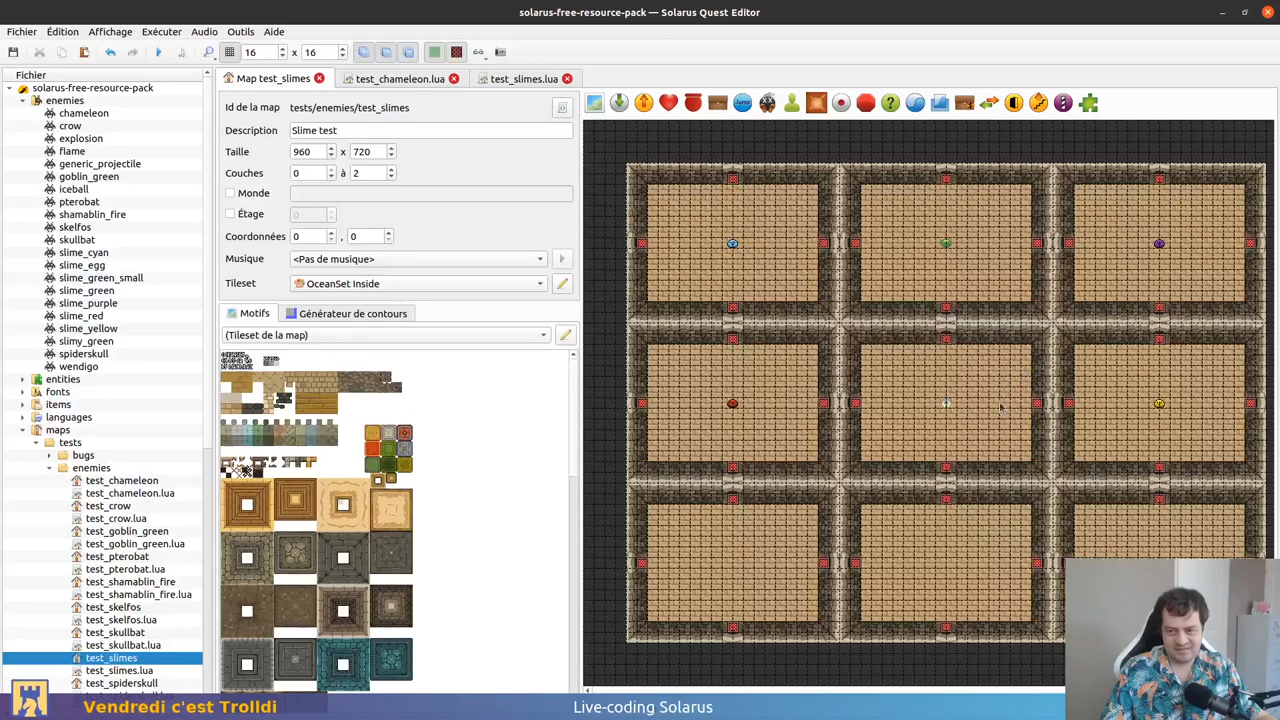 solarus-free-resource-pack — Solarus Quest Editor
Fichier Édition Affichage Exécuter Audio Outils Aide
16 x 16
Fichier
solarus-free-resource-pack
enemies
chameleon
crow
explosion
flame
generic_projectile
goblin_green
iceball
pterobat
shamablin_fire
skelfos
skullbat
slime_cyan
slime_egg
slime_green_small
slime_green
slime_purple
slime_red
slime_yellow
slimy_green
spiderskull
wendigo
entities
fonts
items
languages
maps
tests
bugs
enemies
test_chameleon
test_chameleon.lua
test_crow
test_crow.lua
test_goblin_green
test_goblin_green.lua
test_pterobat
test_pterobat.lua
test_shamablin_fire
test_shamablin_fire.lua
test_skelfos
test_skelfos.lua
test_skullbat
test_skullbat.lua
test_slimes
test_slimes.lua
test_spiderskull
Map test_slimes
test_chameleon.lua
test_slimes.lua
Id de la map tests/enemies/test_slimes
Description Slime test
Taille 960 x 720
Couches 0 à 2
Monde
Étage 0
Coordonnées 0 , 0
Musique <Pas de musique>
Tileset OceanSet Inside
Motifs Générateur de contours
(Tileset de la map)
Jump
Vendredi c'est Trolldi
Live-coding Solarus